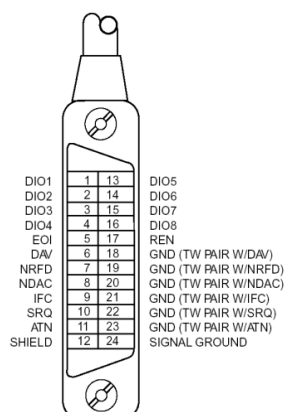 DIO1 1 13 DIO5
DIO2 2 14 DIO6
DIO3 3 15 DIO7
DIO4 4 16 DIO8
EOI 5 17 REN
DAV 6 18 GND (TW PAIR W/DAV)
NRFD 7 19 GND (TW PAIR W/NRFD)
NDAC 8 20 GND (TW PAIR W/NDAC)
IFC 9 21 GND (TW PAIR W/IFC)
SRQ 10 22 GND (TW PAIR W/SRQ)
ATN 11 23 GND (TW PAIR W/ATN)
SHIELD 12 24 SIGNAL GROUND